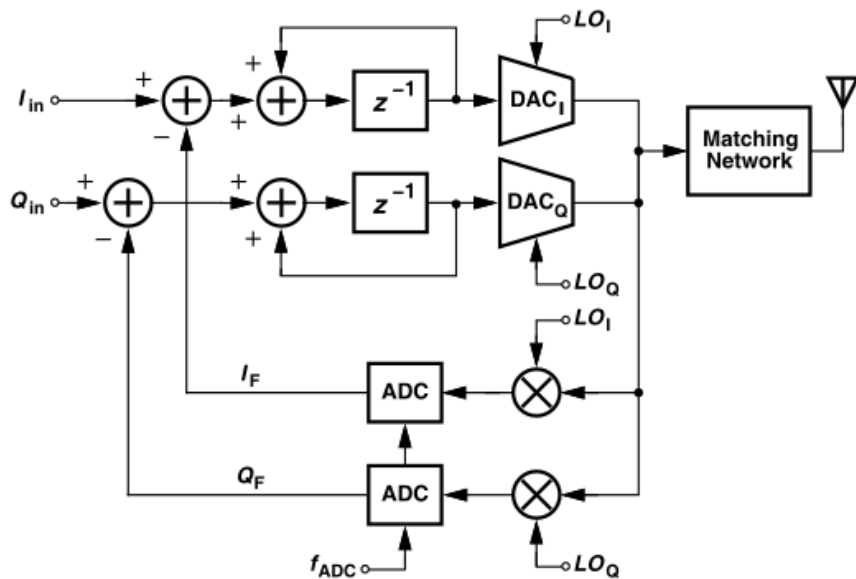 LO_I
I_in
+
−
+
+
z⁻¹
DAC_I
Matching
Network
Q_in
+
−
+
+
z⁻¹
DAC_Q
LO_Q
LO_I
I_F
ADC
Q_F
ADC
f_ADC
LO_Q